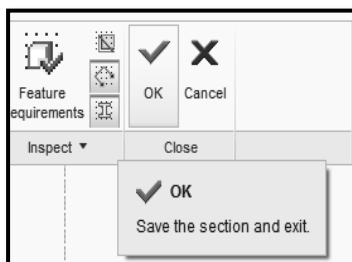 Feature
equirements
OK
Cancel
Inspect ▼
Close
OK
Save the section and exit.